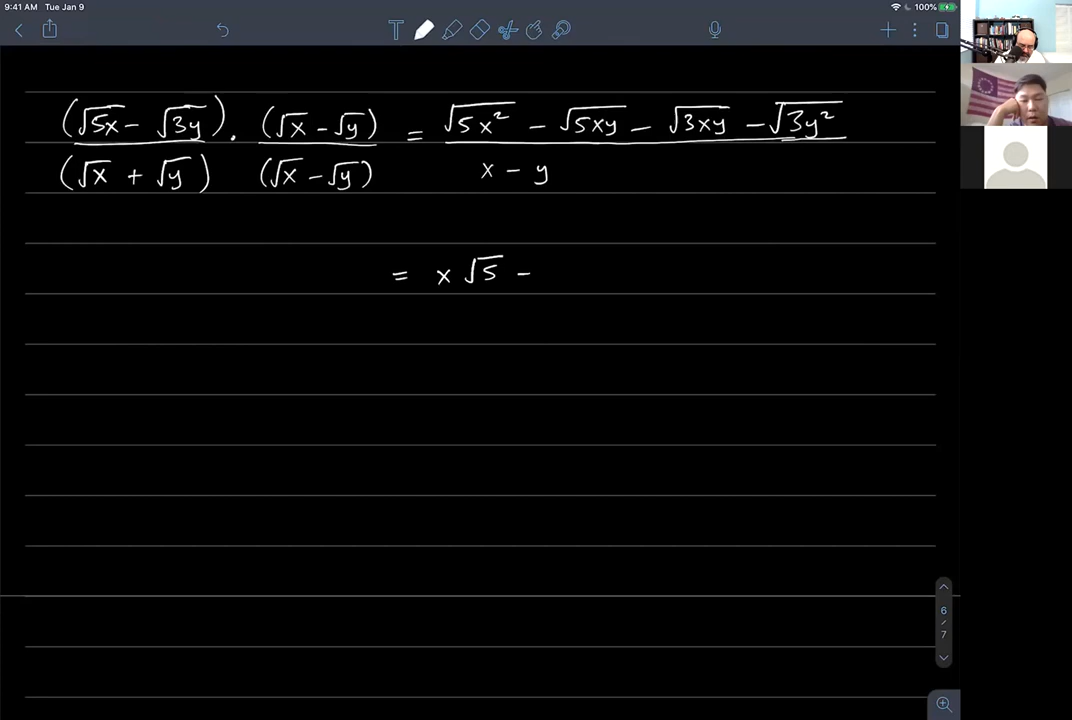 9:41 AM Tue Jan 9
100%
T
(√5x - √3y) . (√x - √y) = √5x² - √5xy - √3xy - √3y²
(√x + √y) (√x - √y) x - y
= x √5 -
6
/
7